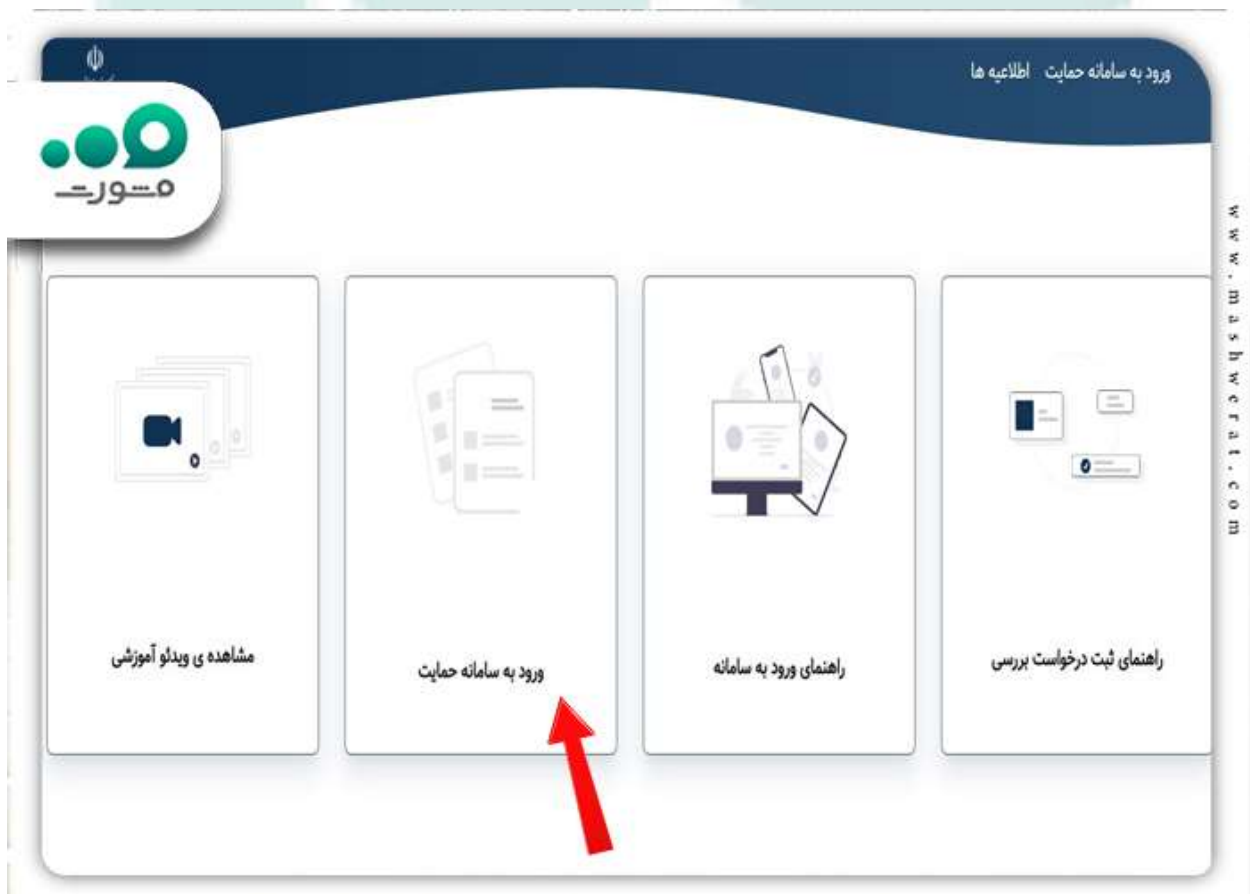 ورود به سامانه حمایت   اطلاعیه ها
مشورت
راهنمای ثبت درخواست بررسی
راهنمای ورود به سامانه
ورود به سامانه حمایت
مشاهده ی ویدئو آموزشی
www.mashwerat.com